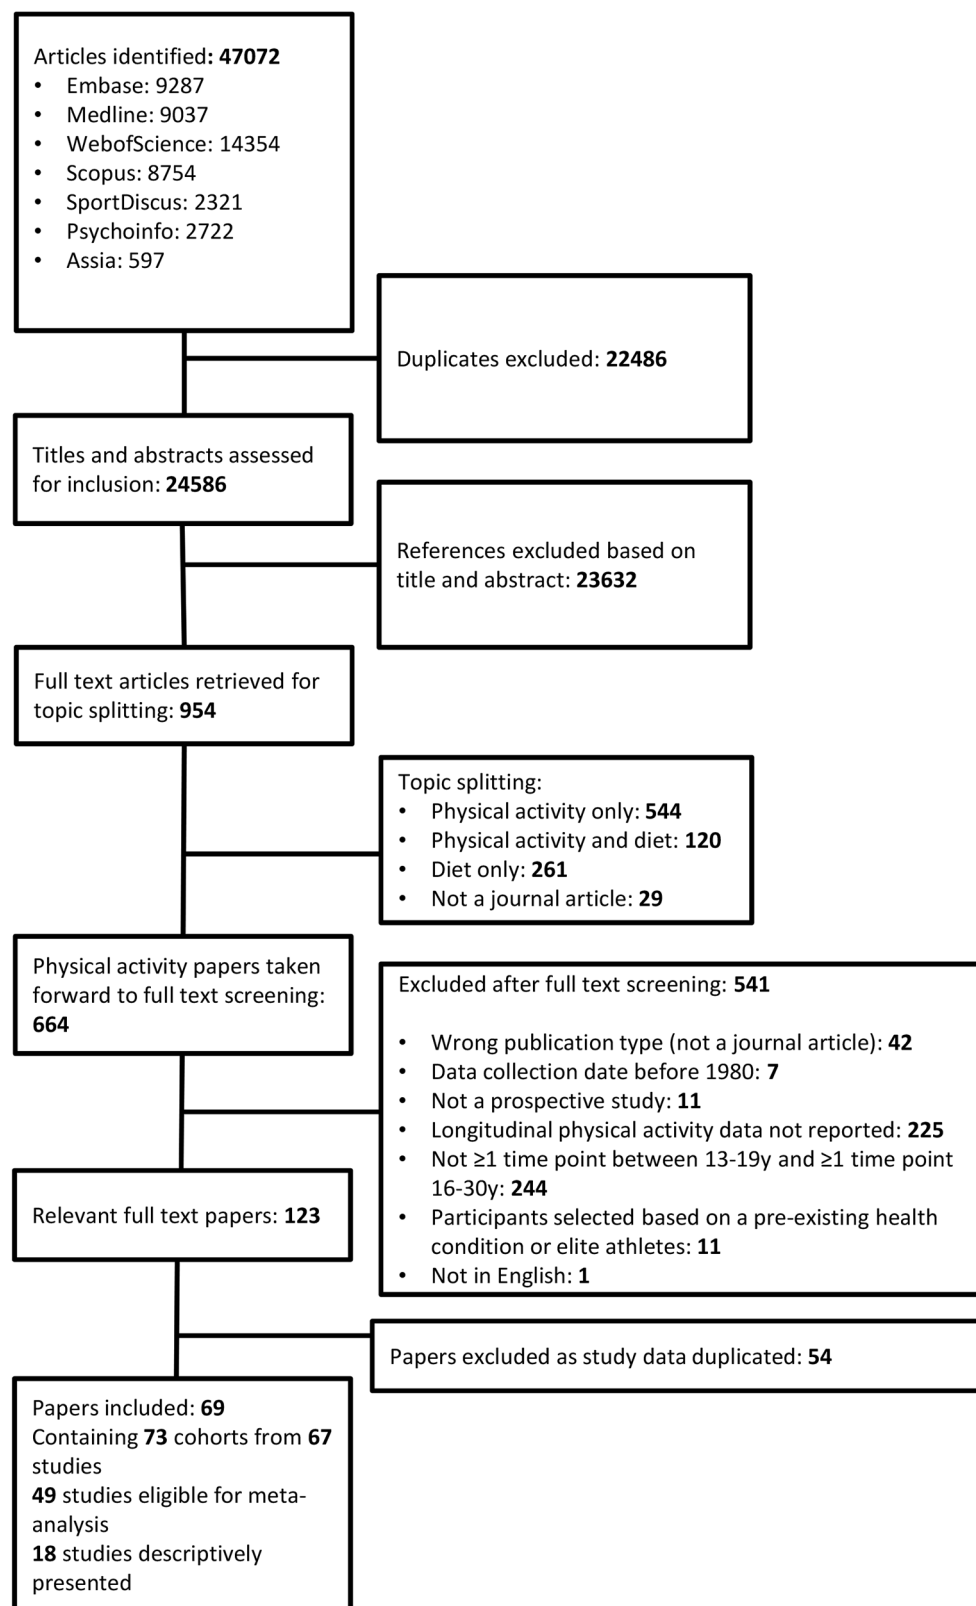 Articles identified: 47072
• Embase: 9287
• Medline: 9037
• WebofScience: 14354
• Scopus: 8754
• SportDiscus: 2321
• Psychoinfo: 2722
• Assia: 597
Duplicates excluded: 22486
Titles and abstracts assessed
for inclusion: 24586
References excluded based on
title and abstract: 23632
Full text articles retrieved for
topic splitting: 954
Topic splitting:
• Physical activity only: 544
• Physical activity and diet: 120
• Diet only: 261
• Not a journal article: 29
Physical activity papers taken
forward to full text screening:
664
Excluded after full text screening: 541
• Wrong publication type (not a journal article): 42
• Data collection date before 1980: 7
• Not a prospective study: 11
• Longitudinal physical activity data not reported: 225
• Not ≥1 time point between 13-19y and ≥1 time point
16-30y: 244
• Participants selected based on a pre-existing health
condition or elite athletes: 11
• Not in English: 1
Relevant full text papers: 123
Papers excluded as study data duplicated: 54
Papers included: 69
Containing 73 cohorts from 67
studies
49 studies eligible for meta-
analysis
18 studies descriptively
presented